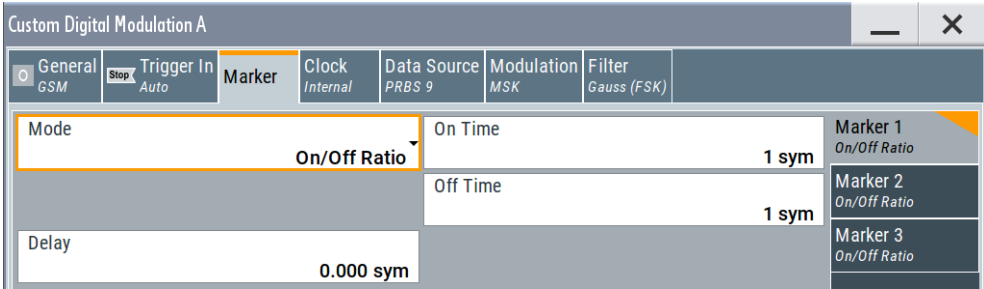 Custom Digital Modulation A
General
GSM
Stop
Trigger In
Auto
Marker
Clock
Internal
Data Source
PRBS 9
Modulation
MSK
Filter
Gauss (FSK)
Mode
On/Off Ratio
On Time
1 sym
Off Time
1 sym
Delay
0.000 sym
Marker 1
On/Off Ratio
Marker 2
On/Off Ratio
Marker 3
On/Off Ratio